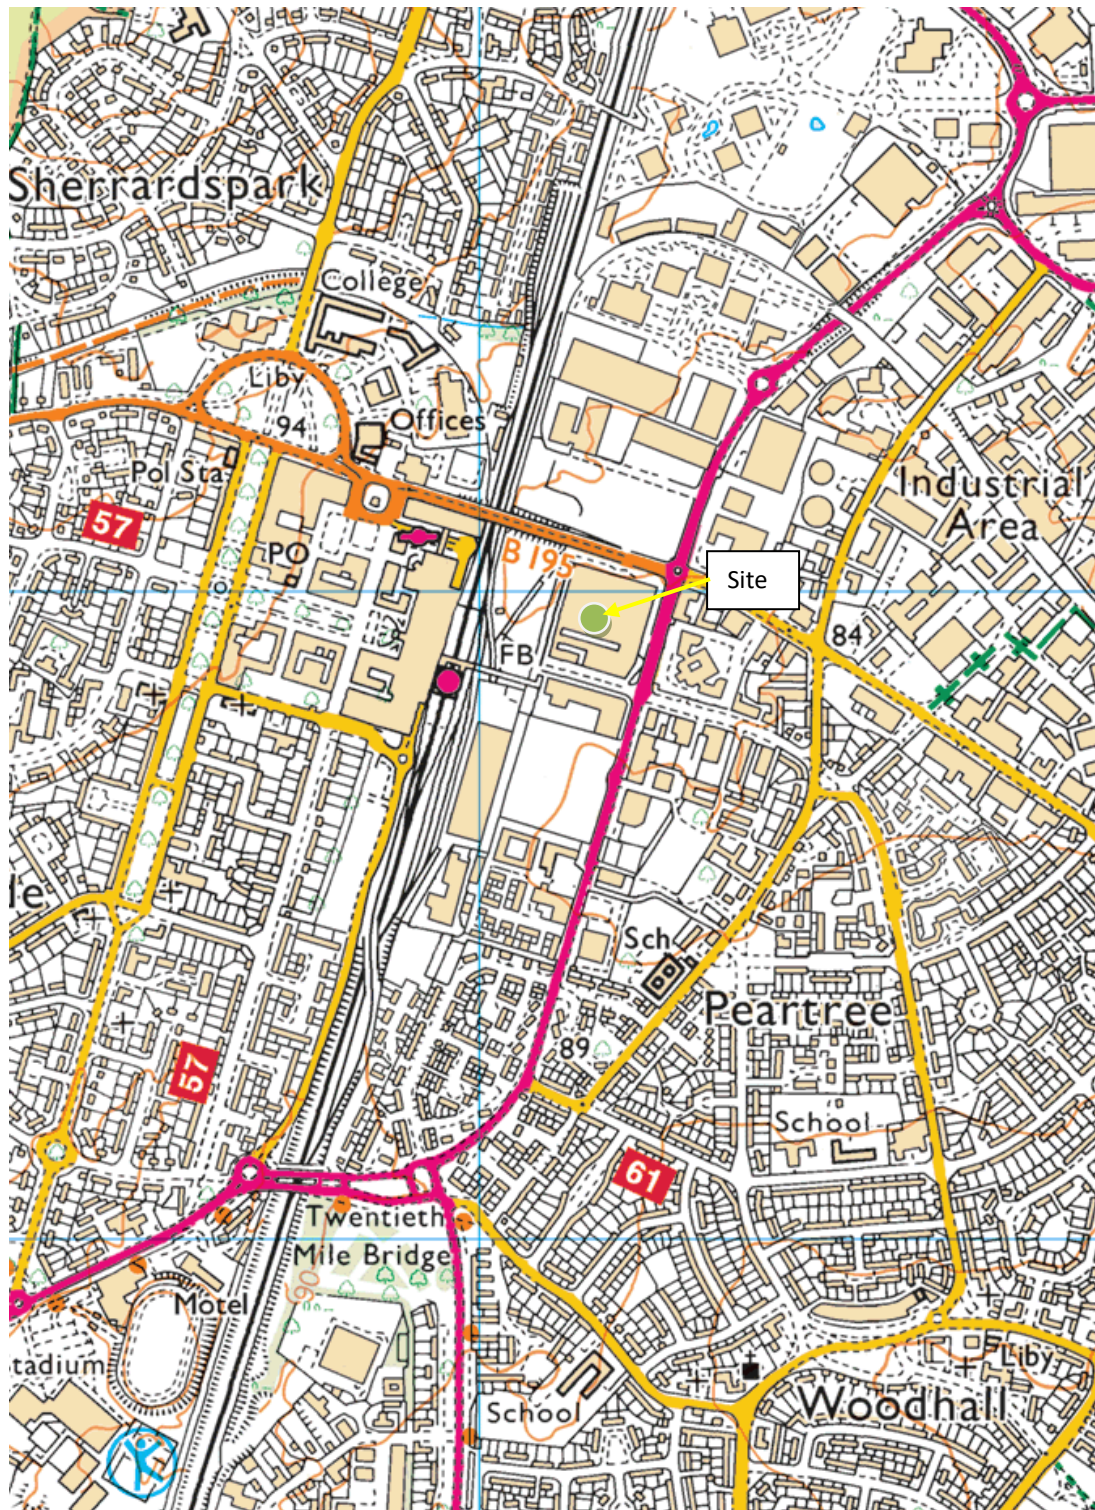 Sherrardspark
College
Liby
94
Offices
Pol Sta
57
PO
B 195
Site
Industrial
Area
FB
84
le
Sch
Peartree
89
57
School
61
Twentieth
Mile Bridge
90
Motel
tadium
School
Liby
Woodhall